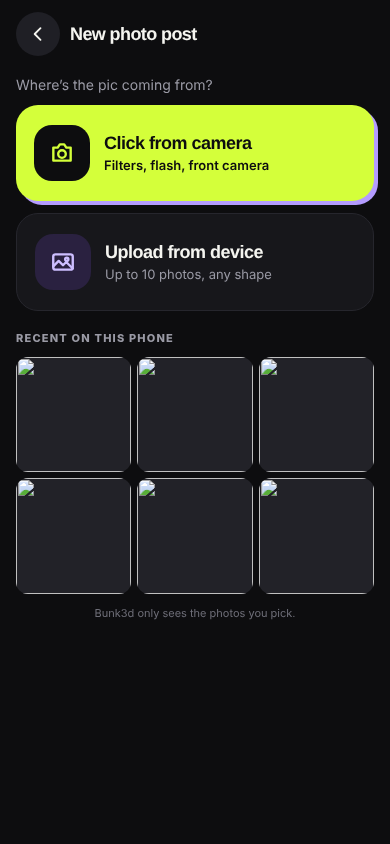 New photo post
Where's the pic coming from?
Click from camera
Filters, flash, front camera
Upload from device
Up to 10 photos, any shape
RECENT ON THIS PHONE
Bunk3d only sees the photos you pick.